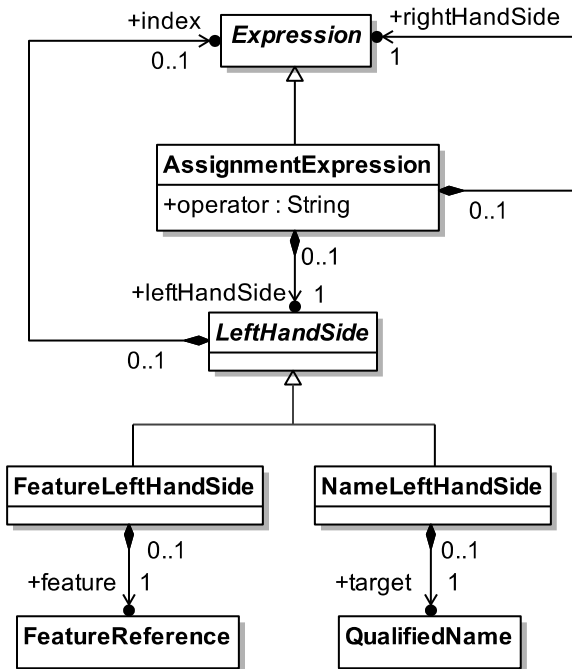 +index
Expression
+rightHandSide
0..1
1
AssignmentExpression
+operator : String
0..1
0..1
+leftHandSide
1
LeftHandSide
0..1
FeatureLeftHandSide
NameLeftHandSide
0..1
0..1
+feature
1
+target
1
FeatureReference
QualifiedName